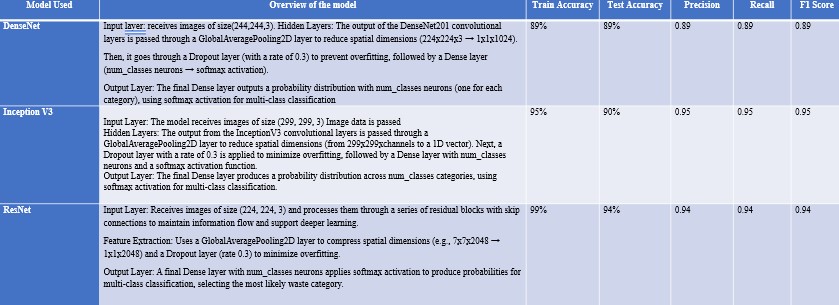 Model Used Overview of the model Train Accuracy Test Accuracy Precision Recall F1 Score
DenseNet Input layer: receives images of size(244,244,3). Hidden Layers: The output of the DenseNet201 convolutional 89% 89% 0.89 0.89 0.89
layers is passed through a GlobalAveragePooling2D layer to reduce spatial dimensions (224x224x3 → 1x1x1024).
Then, it goes through a Dropout layer (with a rate of 0.3) to prevent overfitting, followed by a Dense layer
(num_classes neurons → softmax activation).
Output Layer: The final Dense layer outputs a probability distribution with num_classes neurons (one for each
category), using softmax activation for multi-class classification
Inception V3 95% 90% 0.95 0.95 0.95
Input Layer: The model receives images of size (299, 299, 3) Image data is passed
Hidden Layers: The output from the InceptionV3 convolutional layers is passed through a
GlobalAveragePooling2D layer to reduce spatial dimensions (from 299x299xchannels to a 1D vector). Next, a
Dropout layer with a rate of 0.3 is applied to minimize overfitting, followed by a Dense layer with num_classes
neurons and a softmax activation function.
Output Layer: The final Dense layer produces a probability distribution across num_classes categories, using
softmax activation for multi-class classification.
ResNet Input Layer: Receives images of size (224, 224, 3) and processes them through a series of residual blocks with skip 99% 94% 0.94 0.94 0.94
connections to maintain information flow and support deeper learning.
Feature Extraction: Uses a GlobalAveragePooling2D layer to compress spatial dimensions (e.g., 7x7x2048 →
1x1x2048) and a Dropout layer (rate 0.3) to minimize overfitting.
Output Layer: A final Dense layer with num_classes neurons applies softmax activation to produce probabilities for
multi-class classification, selecting the most likely waste category.